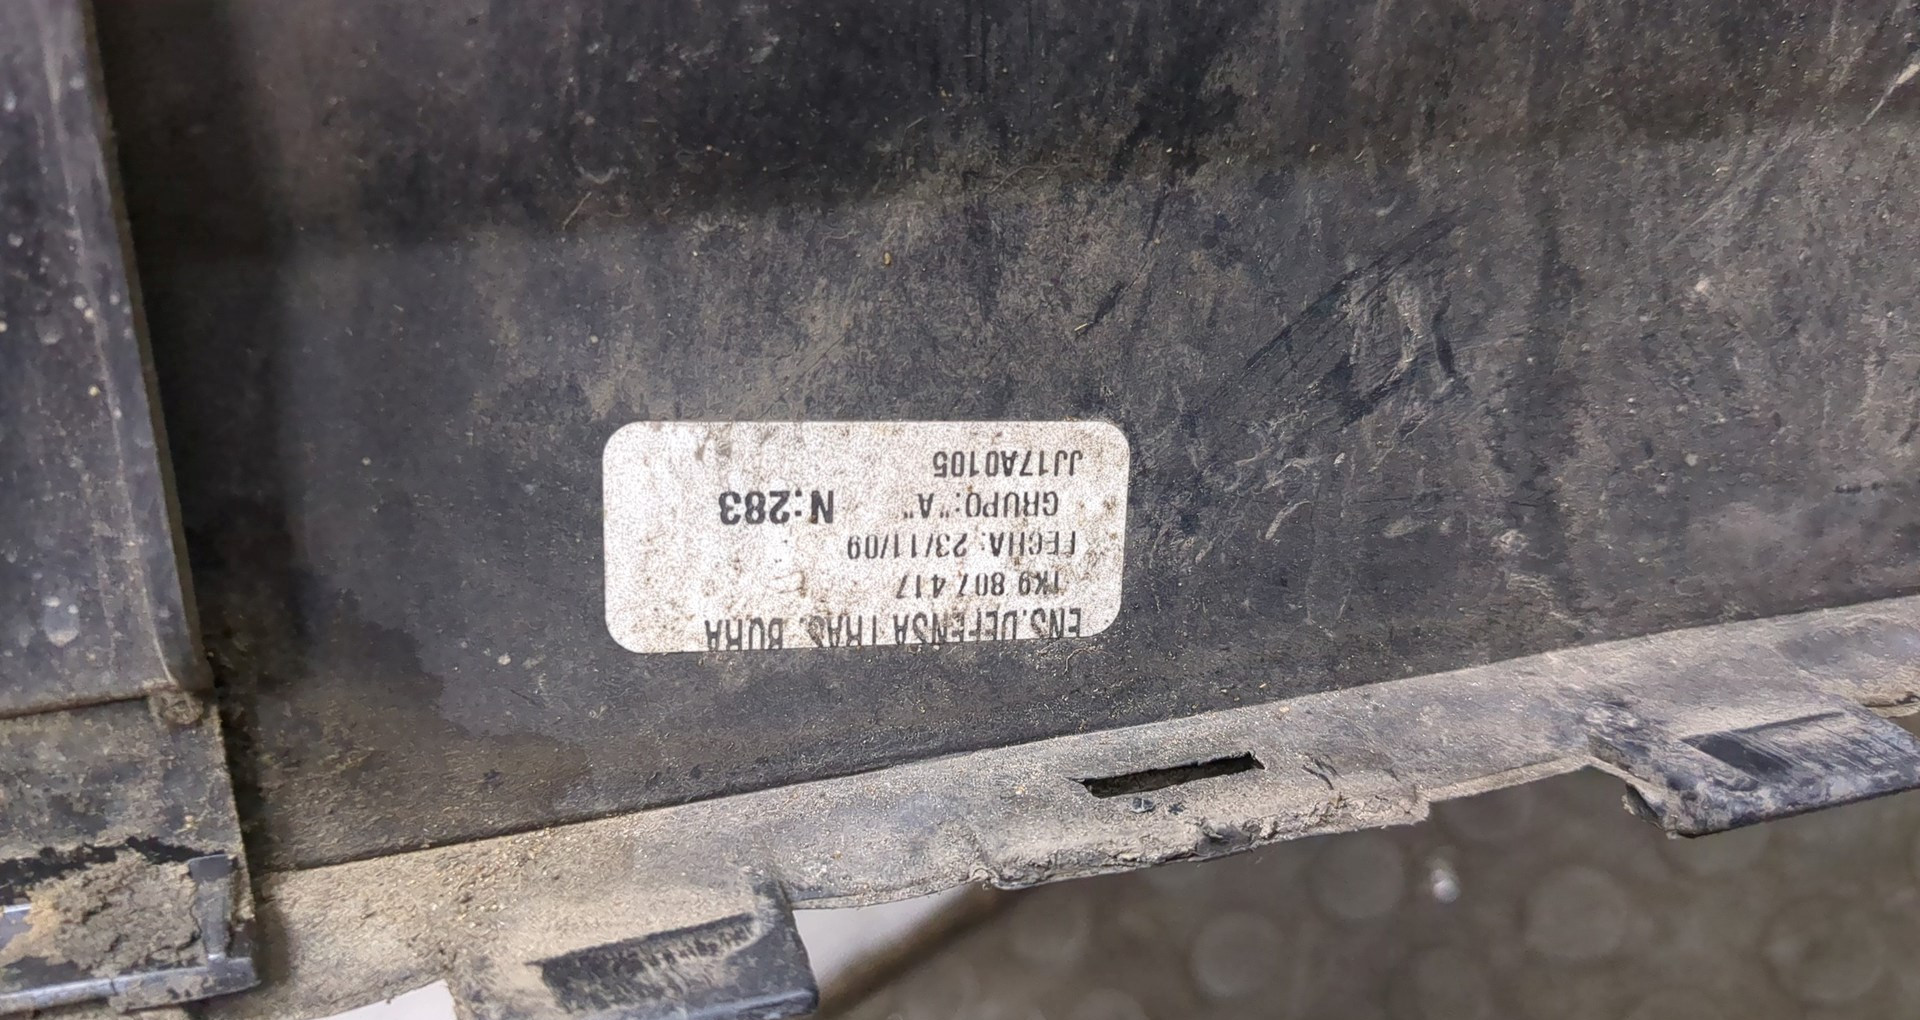 ENS.DEFENSA TRAS. BORA
1K9 807 417
FECHA: 23/11/09
GRUPO: "A" N:283
JJ17A0105